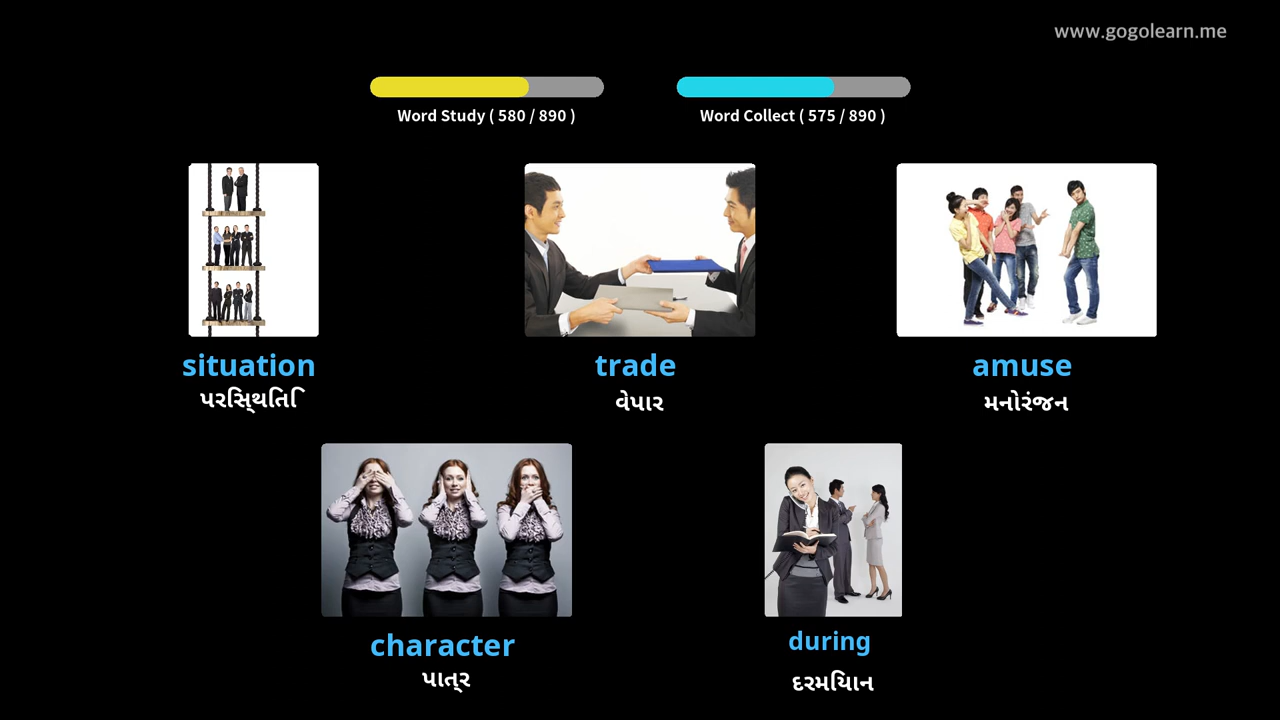 www.gogolearn.me
Word Study ( 580 / 890 )
Word Collect ( 575 / 890 )
situation
પરિસ્થિતિ
trade
વેપાર
amuse
મનોરંજન
character
પાત્ર
during
દરમિયાન